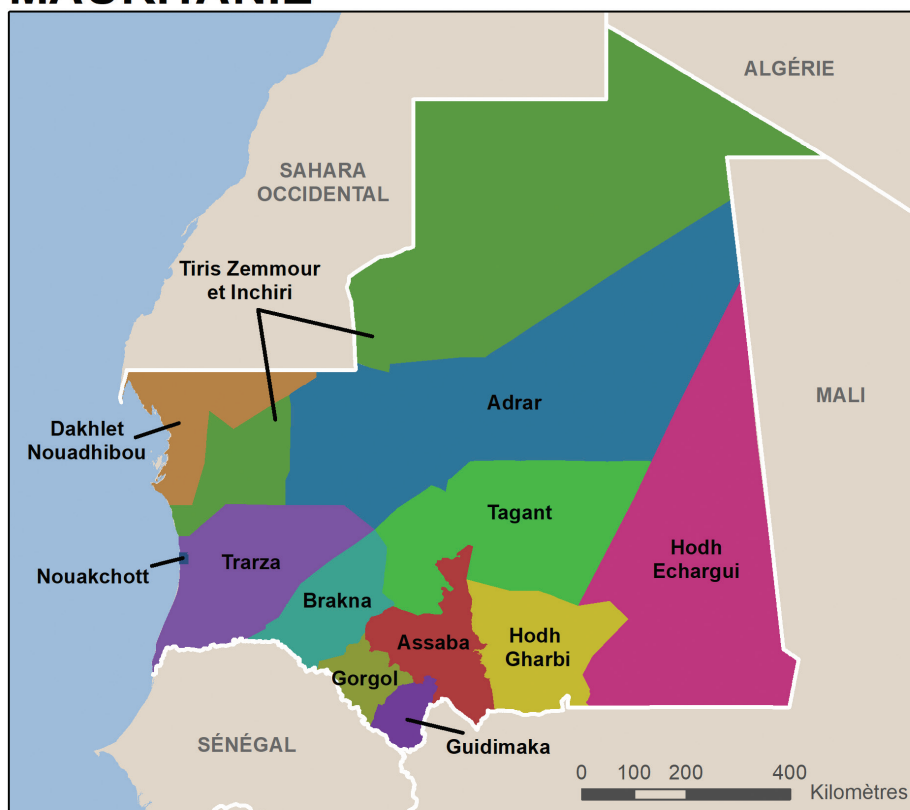 MAURITANIE
ALGÉRIE
SAHARA
OCCIDENTAL
Tiris Zemmour
et Inchiri
Adrar
MALI
Dakhlet
Nouadhibou
Tagant
Hodh
Echargui
Nouakchott
Trarza
Brakna
Assaba
Hodh
Gharbi
Gorgol
SÉNÉGAL
Guidimaka
0 100 200 400
Kilomètres